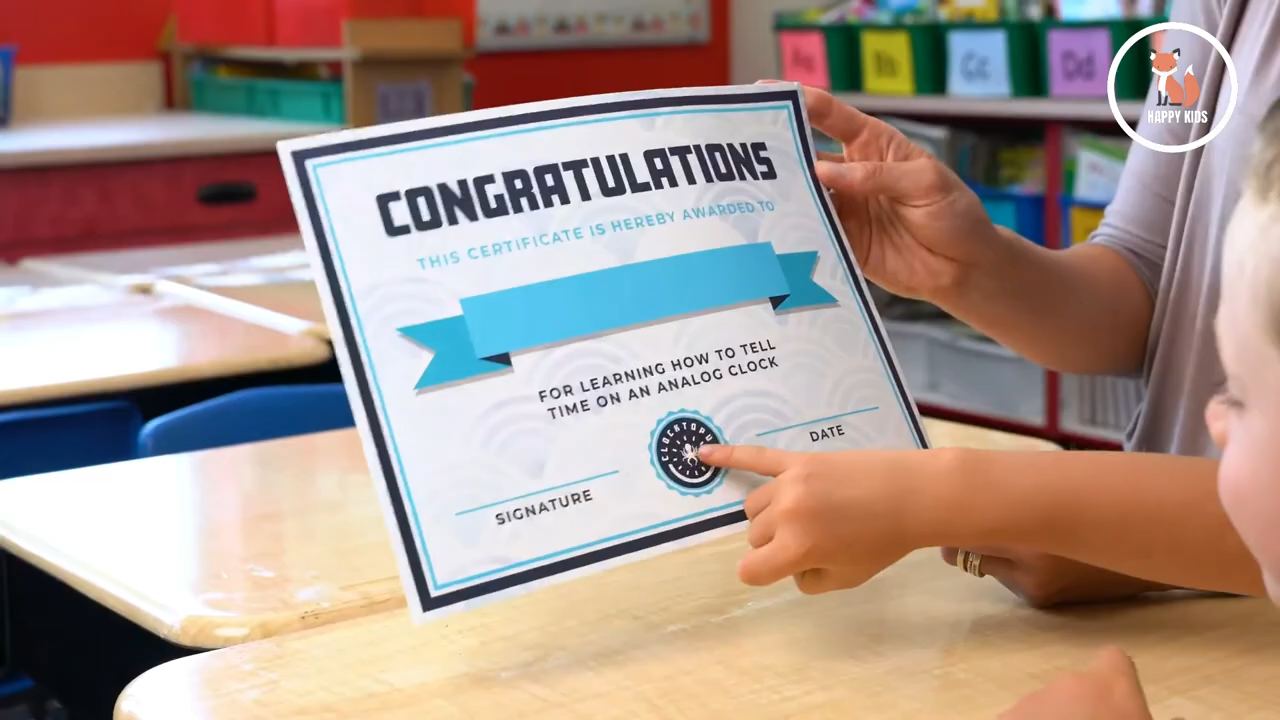 Aa
Bb
Cc
Dd
HAPPY KIDS
CONGRATULATIONS
THIS CERTIFICATE IS HEREBY AWARDED TO
FOR LEARNING HOW TO TELL
TIME ON AN ANALOG CLOCK
CLOCKTOPU
DATE
SIGNATURE